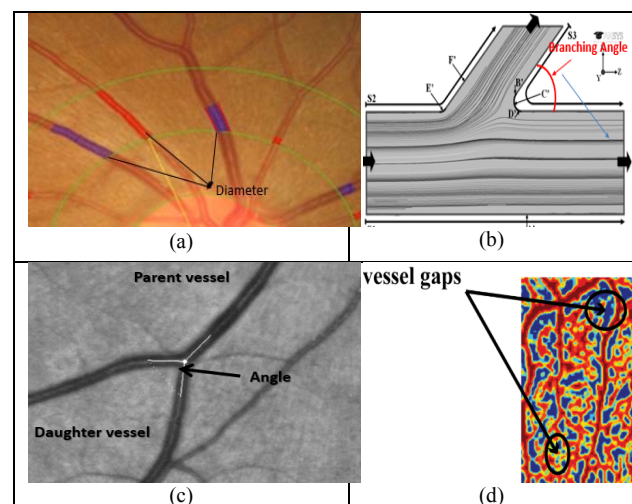 Diameter
(a)
S3
Branching Angle
F'
S2
E'
B'
C'
D'
Y
Z
(b)
Parent vessel
Angle
Daughter vessel
(c)
vessel gaps
(d)